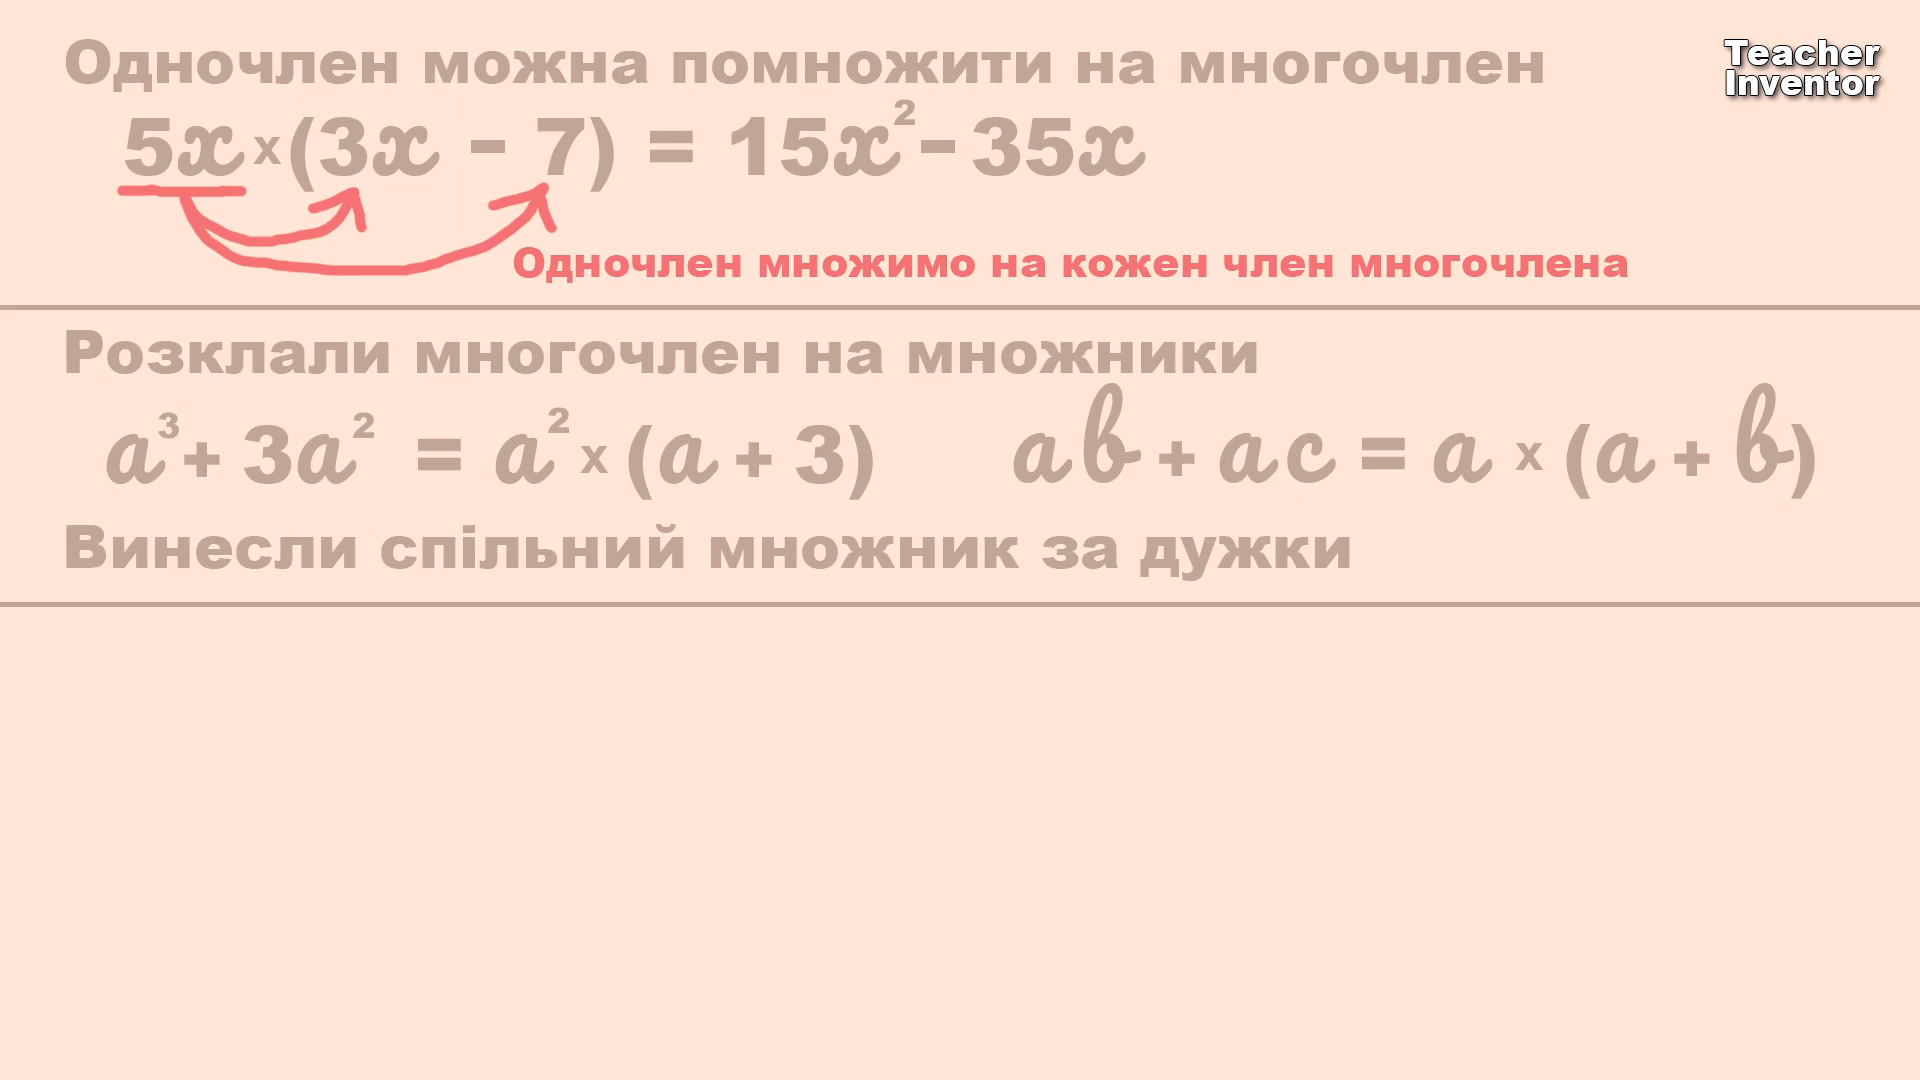 Одночлен можна помножити на многочлен
Teacher
Inventor
5x x (3x - 7) = 15x² - 35x
Одночлен множимо на кожен член многочлена
Розклали многочлен на множники
a³ + 3a² = a² x (a + 3)
ab + ac = a x (a + b)
Винесли спільний множник за дужки